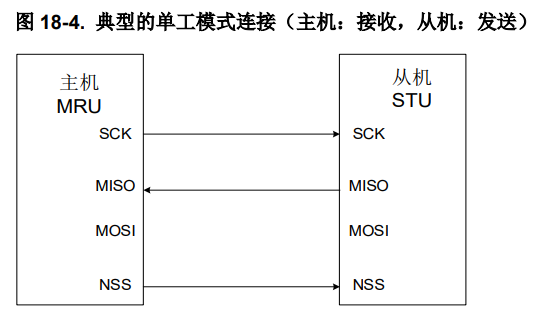 图 18-4. 典型的单工模式连接（主机：接收，从机：发送）
主机
MRU
从机
STU
SCK
SCK
MISO
MISO
MOSI
MOSI
NSS
NSS